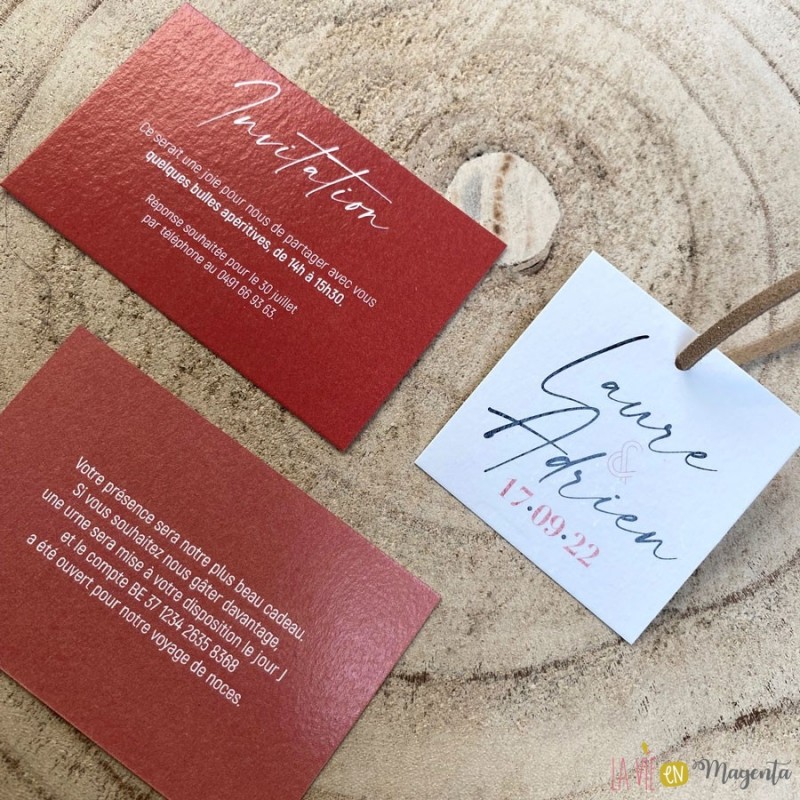 Invitation
Ce serait une joie pour nous de partager avec vous
quelques bulles apéritives, de 14h à 15h30.
Réponse souhaitée pour le 30 juillet
par téléphone au 0491 66 93 63.
Votre présence sera notre plus beau cadeau.
Si vous souhaitez nous gâter davantage,
une urne sera mise à votre disposition le jour J
et le compte BE 37 1234 2635 8368
a été ouvert pour notre voyage de noces.
Laure
&
Adrien
17.09.22
LA VIE EN Magenta